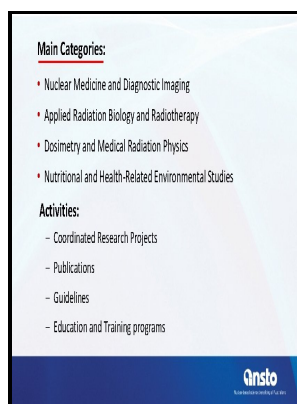 Main Categories:
• Nuclear Medicine and Diagnostic Imaging
• Applied Radiation Biology and Radiotherapy
• Dosimetry and Medical Radiation Physics
• Nutritional and Health-Related Environmental Studies
Activities:
– Coordinated Research Projects
– Publications
– Guidelines
– Education and Training programs
ansto